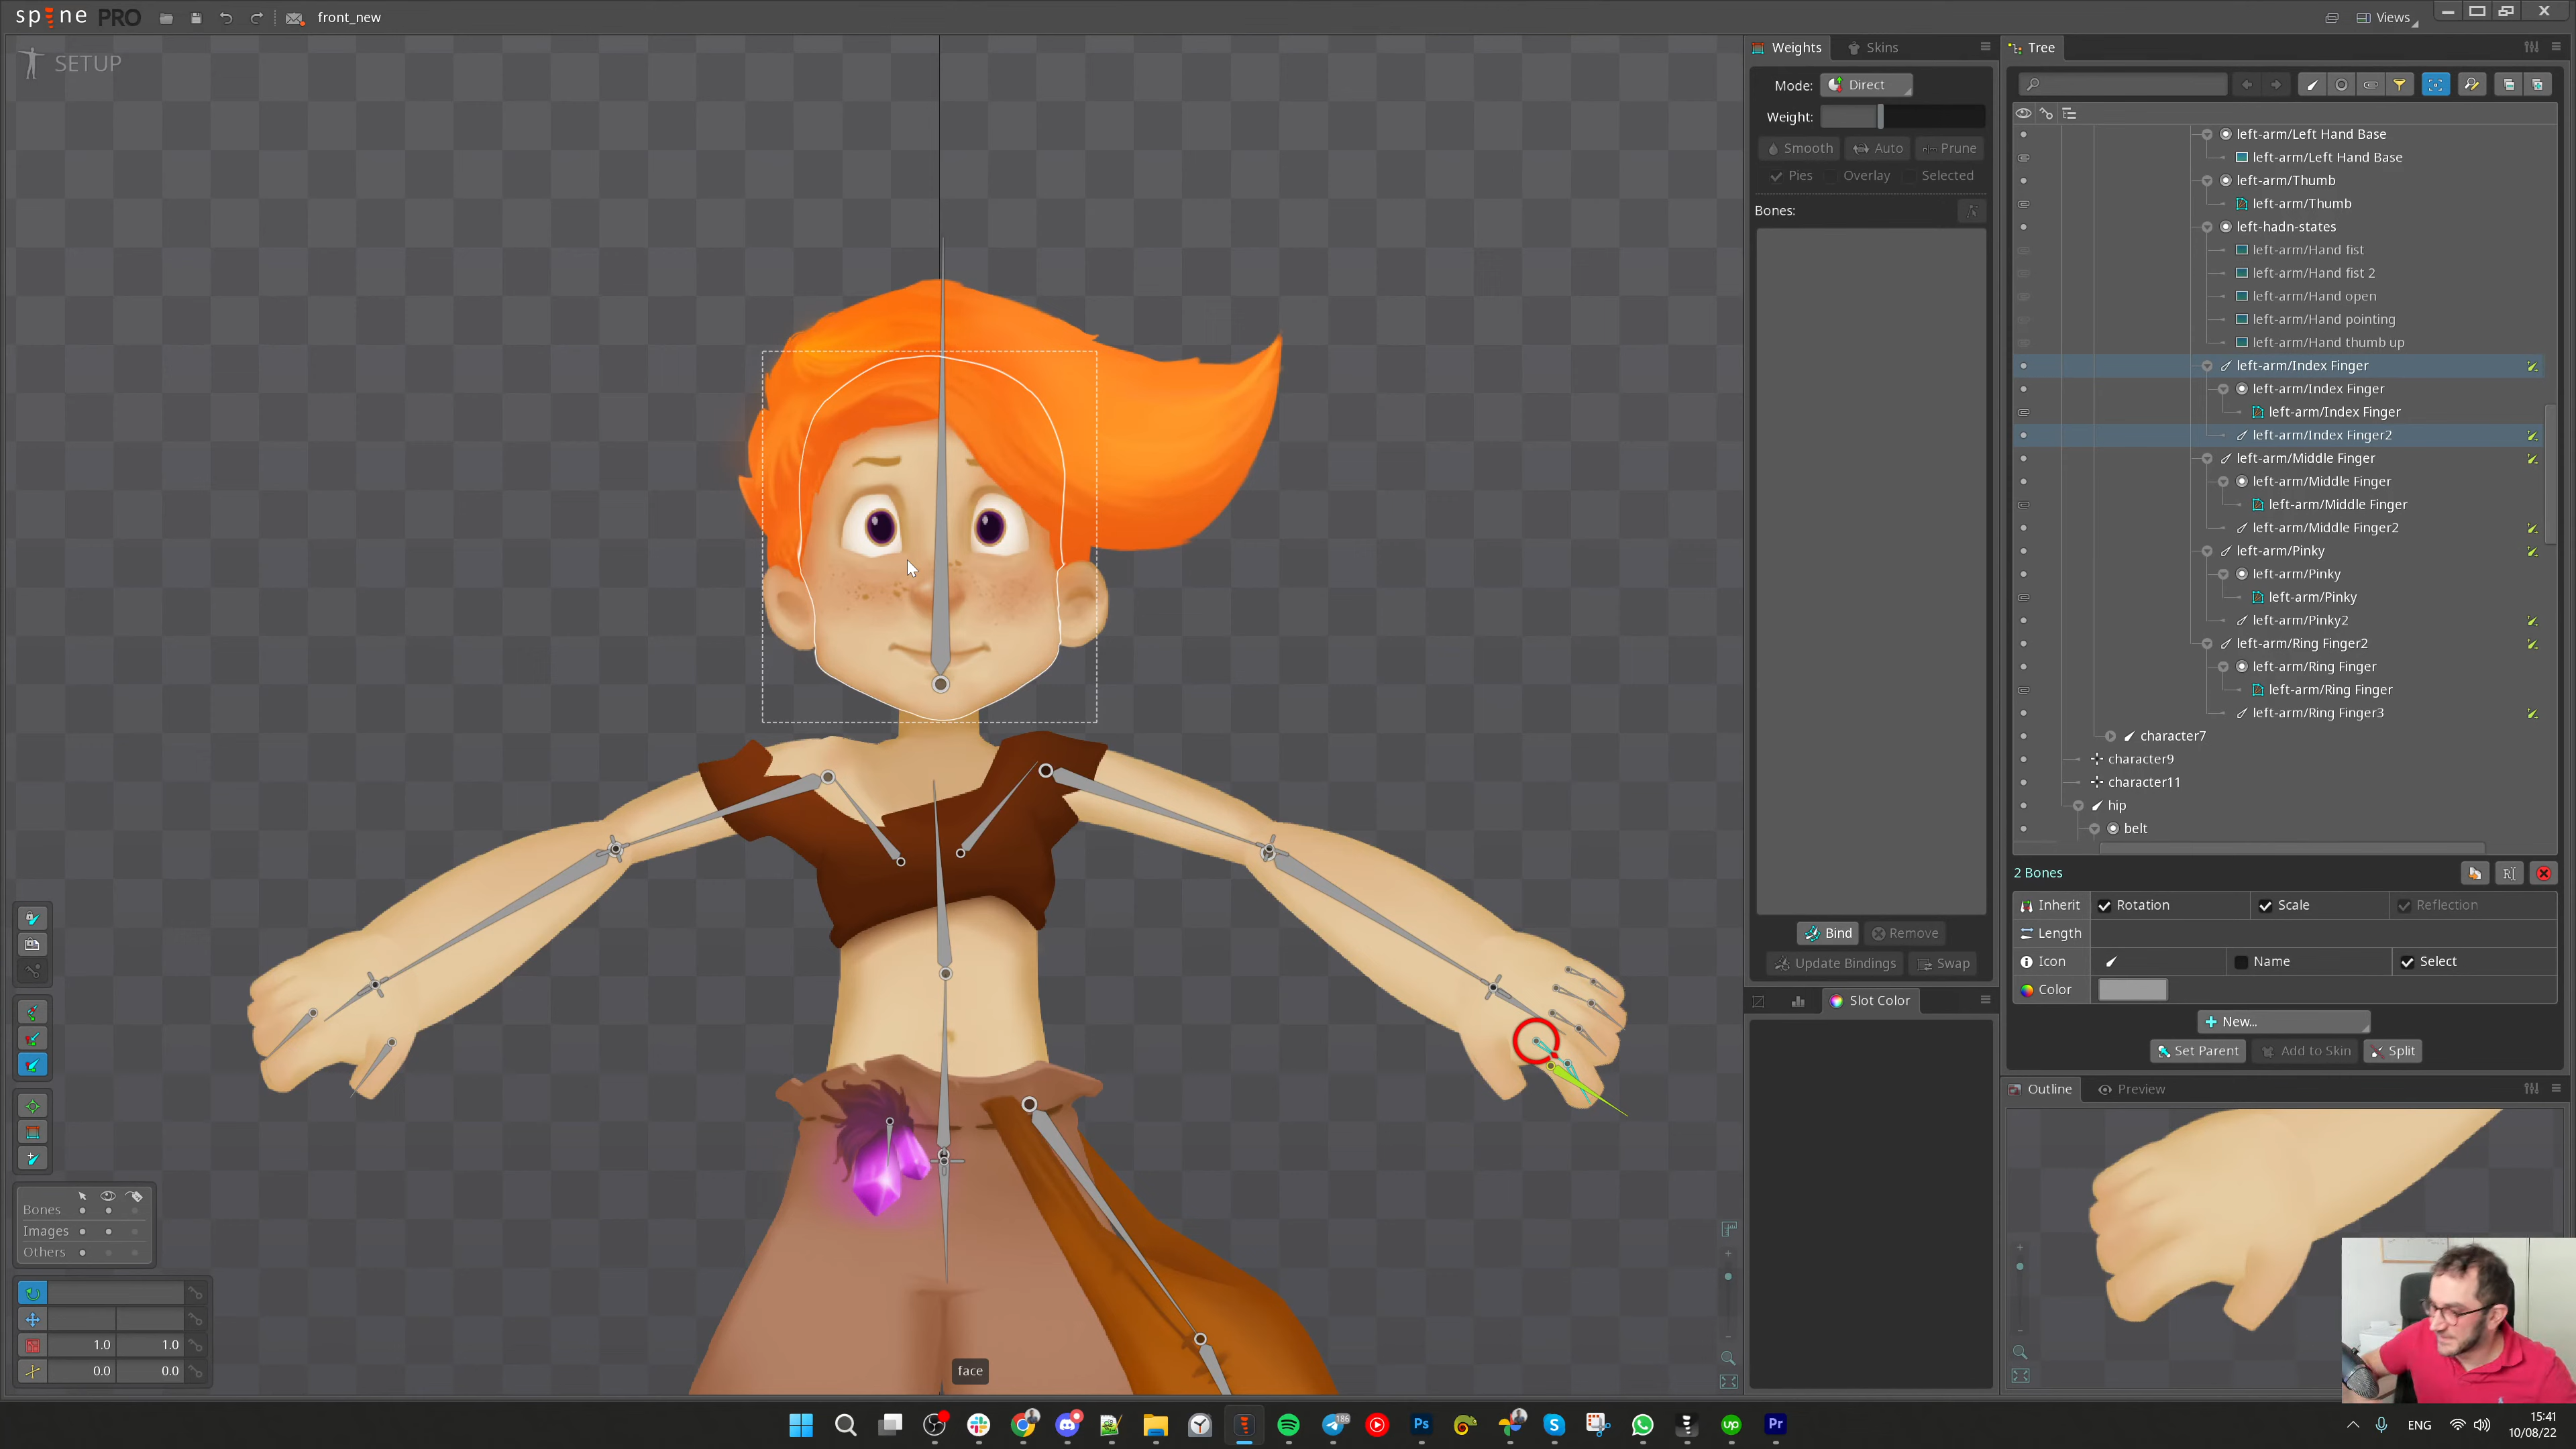 spine PRO
front_new
Views
SETUP
Weights
Skins
Tree
Mode:
Direct
Weight:
Smooth
Auto
Prune
Pies
Overlay
Selected
Bones:
left-arm/Left Hand Base
left-arm/Left Hand Base
left-arm/Thumb
left-arm/Thumb
left-hadn-states
left-arm/Hand fist
left-arm/Hand fist 2
left-arm/Hand open
left-arm/Hand pointing
left-arm/Hand thumb up
left-arm/Index Finger
left-arm/Index Finger
left-arm/Index Finger
left-arm/Index Finger2
left-arm/Middle Finger
left-arm/Middle Finger
left-arm/Middle Finger
left-arm/Middle Finger2
left-arm/Pinky
left-arm/Pinky
left-arm/Pinky
left-arm/Pinky2
left-arm/Ring Finger2
left-arm/Ring Finger
left-arm/Ring Finger
left-arm/Ring Finger3
character7
character9
character11
hip
belt
Bind
Remove
Update Bindings
Swap
Slot Color
2 Bones
Inherit
Rotation
Scale
Reflection
Length
Icon
Name
Select
Color
New...
Set Parent
Add to Skin
Split
Outline
Preview
Bones
Images
Others
1.0 1.0
0.0 0.0
face
186
Ps
up
Pr
ENG
15:41
10/08/22